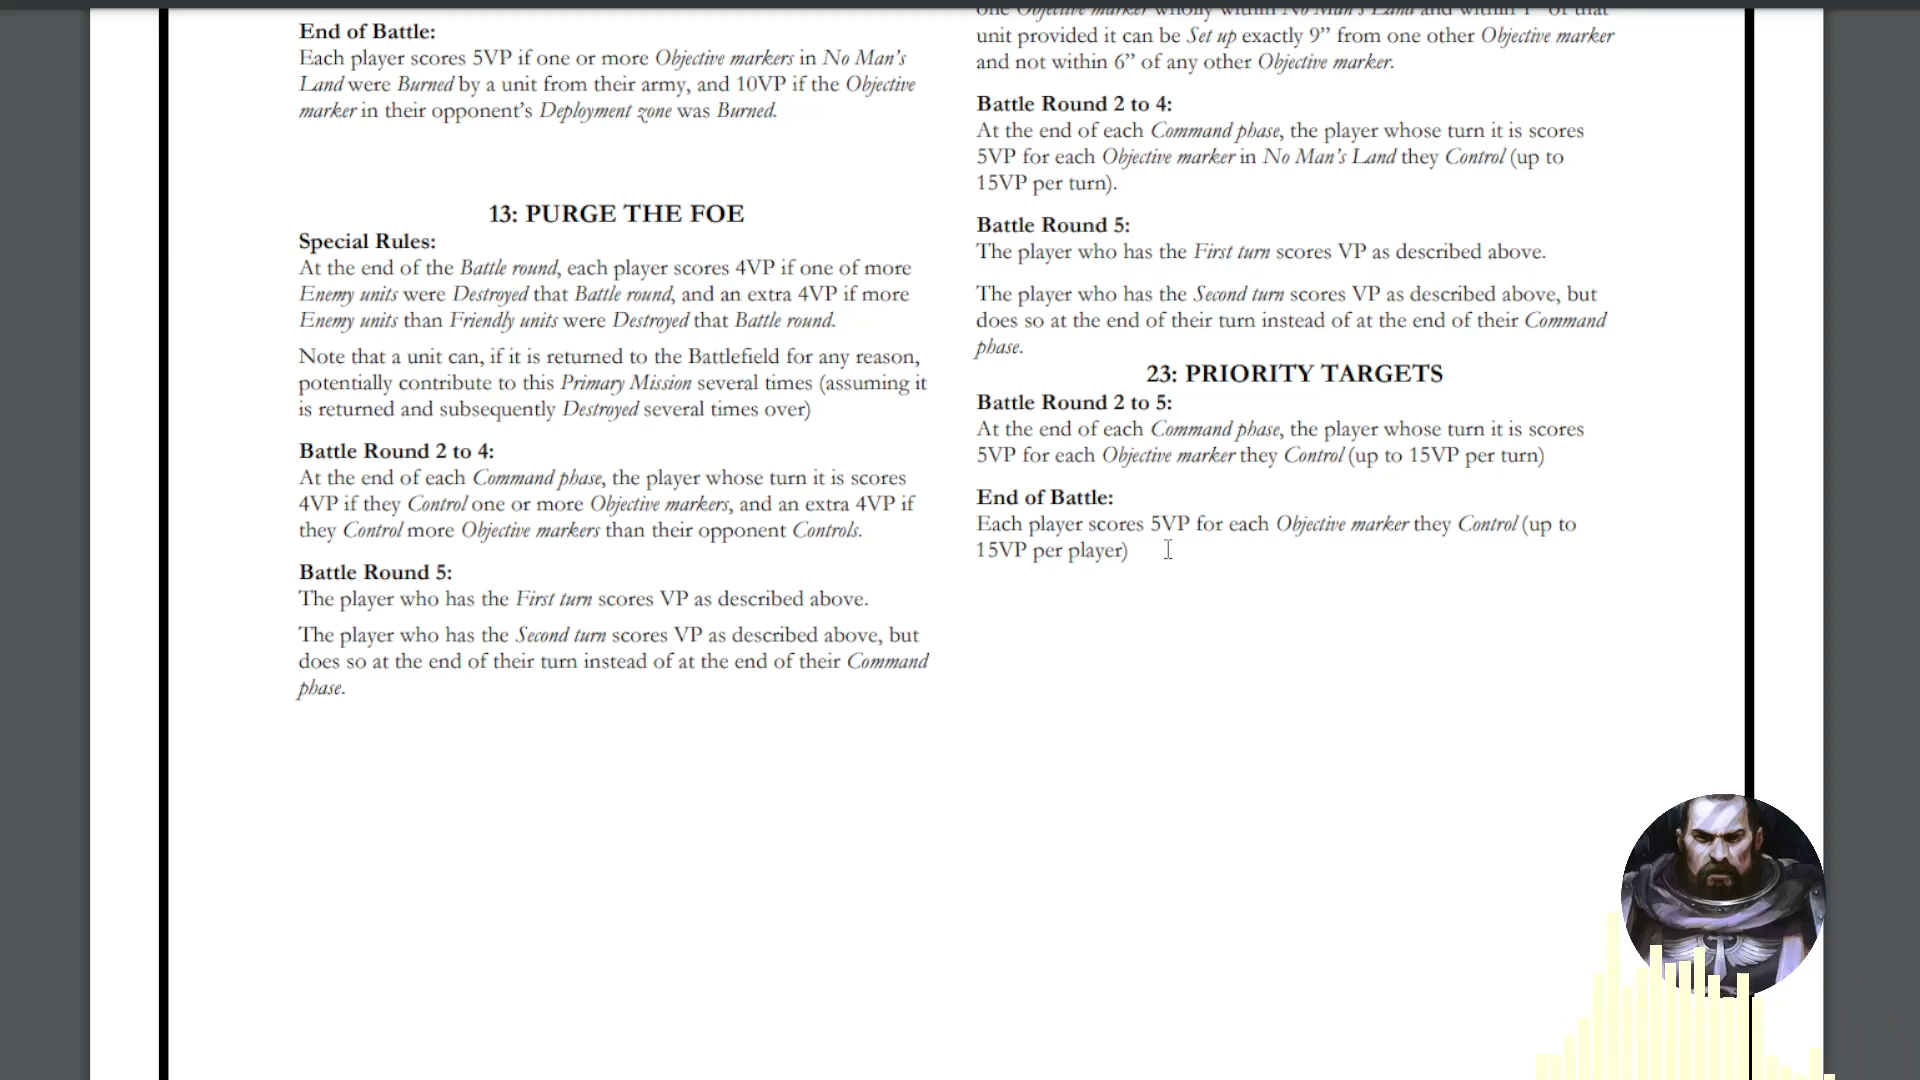 End of Battle:
Each player scores 5VP if one or more Objective markers in No Man's
Land were Burned by a unit from their army, and 10VP if the Objective
marker in their opponent's Deployment zone was Burned.
13: PURGE THE FOE
Special Rules:
At the end of the Battle round, each player scores 4VP if one of more
Enemy units were Destroyed that Battle round, and an extra 4VP if more
Enemy units than Friendly units were Destroyed that Battle round.
Note that a unit can, if it is returned to the Battlefield for any reason,
potentially contribute to this Primary Mission several times (assuming it
is returned and subsequently Destroyed several times over)
Battle Round 2 to 4:
At the end of each Command phase, the player whose turn it is scores
4VP if they Control one or more Objective markers, and an extra 4VP if
they Control more Objective markers than their opponent Controls.
Battle Round 5:
The player who has the First turn scores VP as described above.
The player who has the Second turn scores VP as described above, but
does so at the end of their turn instead of at the end of their Command
phase.
one Objective marker wholly within No Man's Land and within 1" of that
unit provided it can be Set up exactly 9” from one other Objective marker
and not within 6” of any other Objective marker.
Battle Round 2 to 4:
At the end of each Command phase, the player whose turn it is scores
5VP for each Objective marker in No Man's Land they Control (up to
15VP per turn).
Battle Round 5:
The player who has the First turn scores VP as described above.
The player who has the Second turn scores VP as described above, but
does so at the end of their turn instead of at the end of their Command
phase.
23: PRIORITY TARGETS
Battle Round 2 to 5:
At the end of each Command phase, the player whose turn it is scores
5VP for each Objective marker they Control (up to 15VP per turn)
End of Battle:
Each player scores 5VP for each Objective marker they Control (up to
15VP per player)